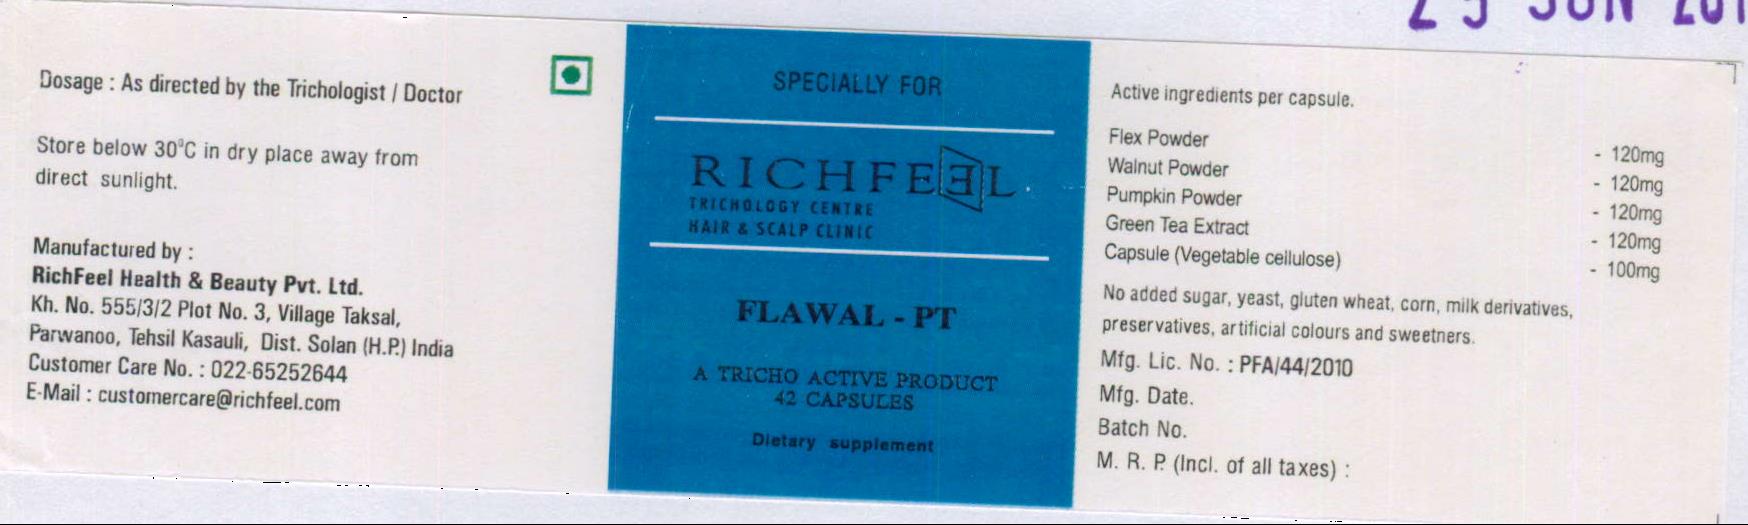 25 JUN 201
Dosage : As directed by the Trichologist / Doctor
Store below 30°C in dry place away from
direct sunlight.
Manufactured by :
RichFeel Health & Beauty Pvt. Ltd.
Kh. No. 555/3/2 Plot No. 3, Village Taksal,
Parwanoo, Tehsil Kasauli, Dist. Solan (H.P.) India
Customer Care No. : 022-65252644
E-Mail : customercare@richfeel.com
SPECIALLY FOR
RICHFEEL
TRICHOLOGY CENTRE
HAIR & SCALP CLINIC
FLAWAL - PT
A TRICHO ACTIVE PRODUCT
42 CAPSULES
Dietary supplement
Active ingredients per capsule.
Flex Powder - 120mg
Walnut Powder - 120mg
Pumpkin Powder - 120mg
Green Tea Extract - 120mg
Capsule (Vegetable cellulose) - 100mg
No added sugar, yeast, gluten wheat, corn, milk derivatives,
preservatives, artificial colours and sweetners.
Mfg. Lic. No. : PFA/44/2010
Mfg. Date.
Batch No.
M. R. P. (Incl. of all taxes) :